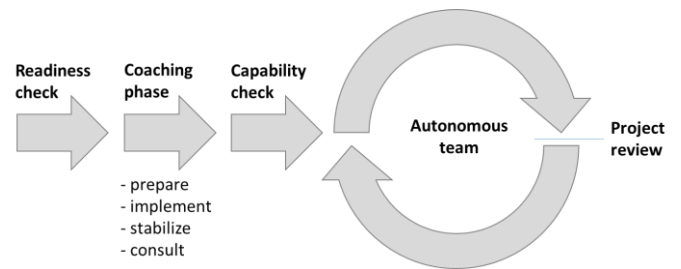 Readiness
check
Coaching
phase
- prepare
- implement
- stabilize
- consult
Capability
check
Autonomous
team
Project
review